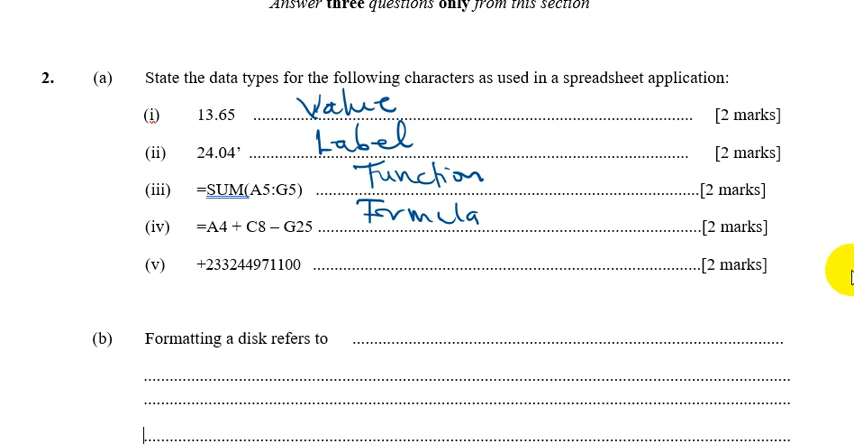 Answer three questions only from this section
2. (a) State the data types for the following characters as used in a spreadsheet application:
(i) 13.65 ........ Value ........ [2 marks]
(ii) 24.04’ ........ Label ........ [2 marks]
(iii) =SUM(A5:G5) ........ Function ........[2 marks]
(iv) =A4 + C8 – G25 ........ Formula ........[2 marks]
(v) +233244971100 ........[2 marks]
(b) Formatting a disk refers to ........